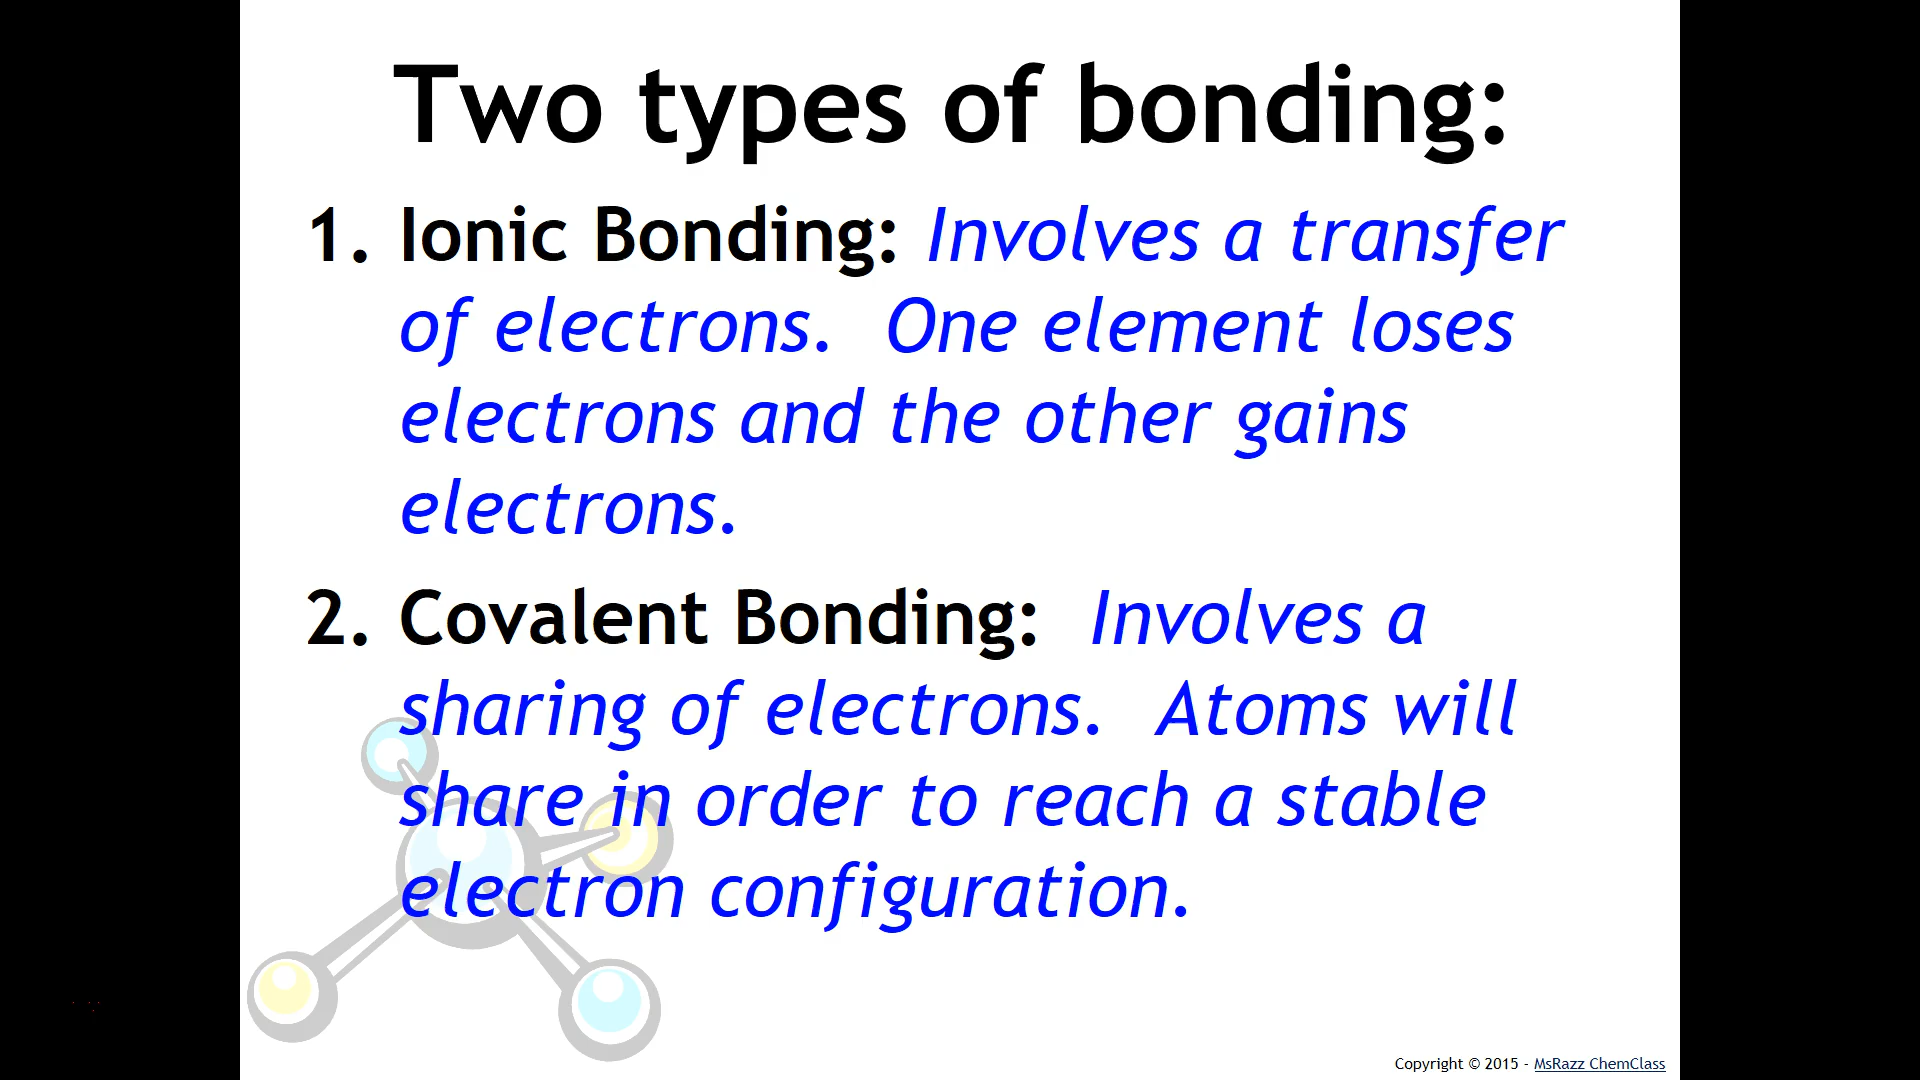 Two types of bonding:
1. Ionic Bonding: Involves a transfer
of electrons.  One element loses
electrons and the other gains
electrons.
2. Covalent Bonding:  Involves a
sharing of electrons.  Atoms will
share in order to reach a stable
electron configuration.
Copyright © 2015 - MsRazz ChemClass